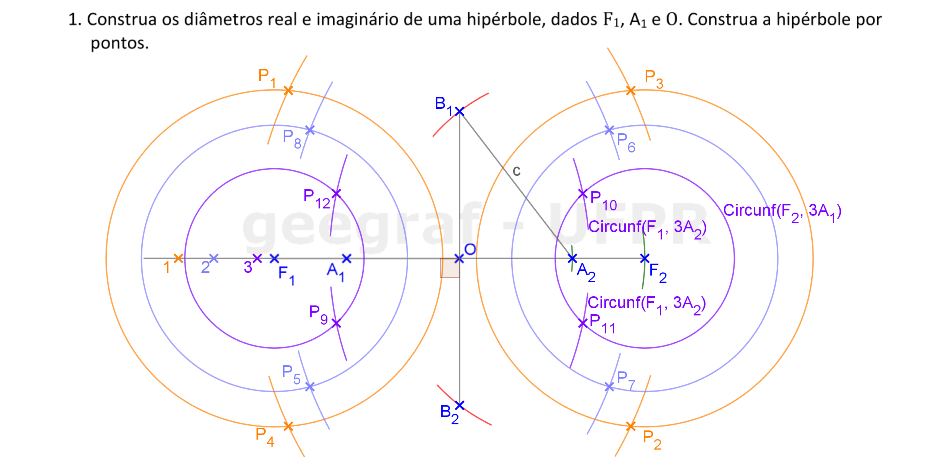 1. Construa os diâmetros real e imaginário de uma hipérbole, dados F₁, A₁ e O. Construa a hipérbole por
pontos.
P₁
P₃
B₁
P₈
P₆
c
P₁₂
P₁₀
Circunf(F₂, 3A₁)
geegraf - UFPR
Circunf(F₁, 3A₂)
O
1
2
3
F₁
A₁
A₂
F₂
Circunf(F₁, 3A₂)
P₉
P₁₁
P₅
P₇
B₂
P₄
P₂